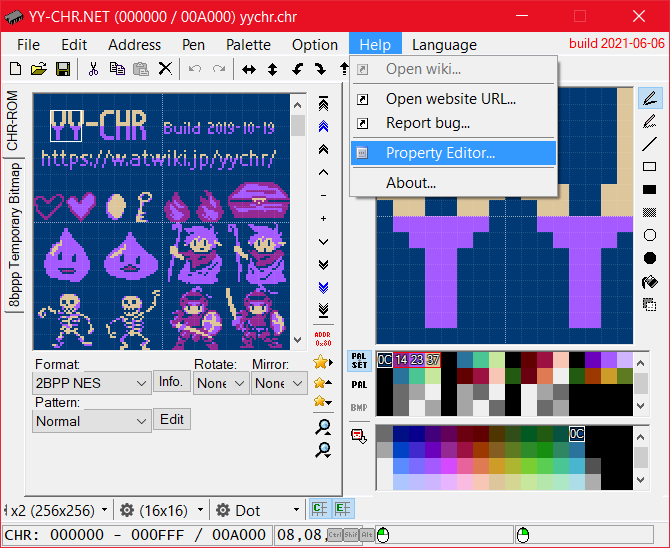 YY-CHR.NET (000000 / 00A000) yychr.chr
File Edit Address Pen Palette Option Help Language
build 2021-06-06
Open wiki...
Open website URL...
Report bug...
Property Editor...
About...
CHR-ROM
8bppp Temporary Bitmap
YY-CHR Build 2019-10-19
https://w.atwiki.jp/yychr/
ADDR
0x80
Format:
2BPP NES
Info.
Rotate:
None
Mirror:
None
Pattern:
Normal
Edit
PAL
SET
PAL
BMP
0C 14 23 37
0C
x2 (256x256)
(16x16)
Dot
C
E
CHR: 000000 - 000FFF / 00A000
08,08,
Ctrl Shif Alt